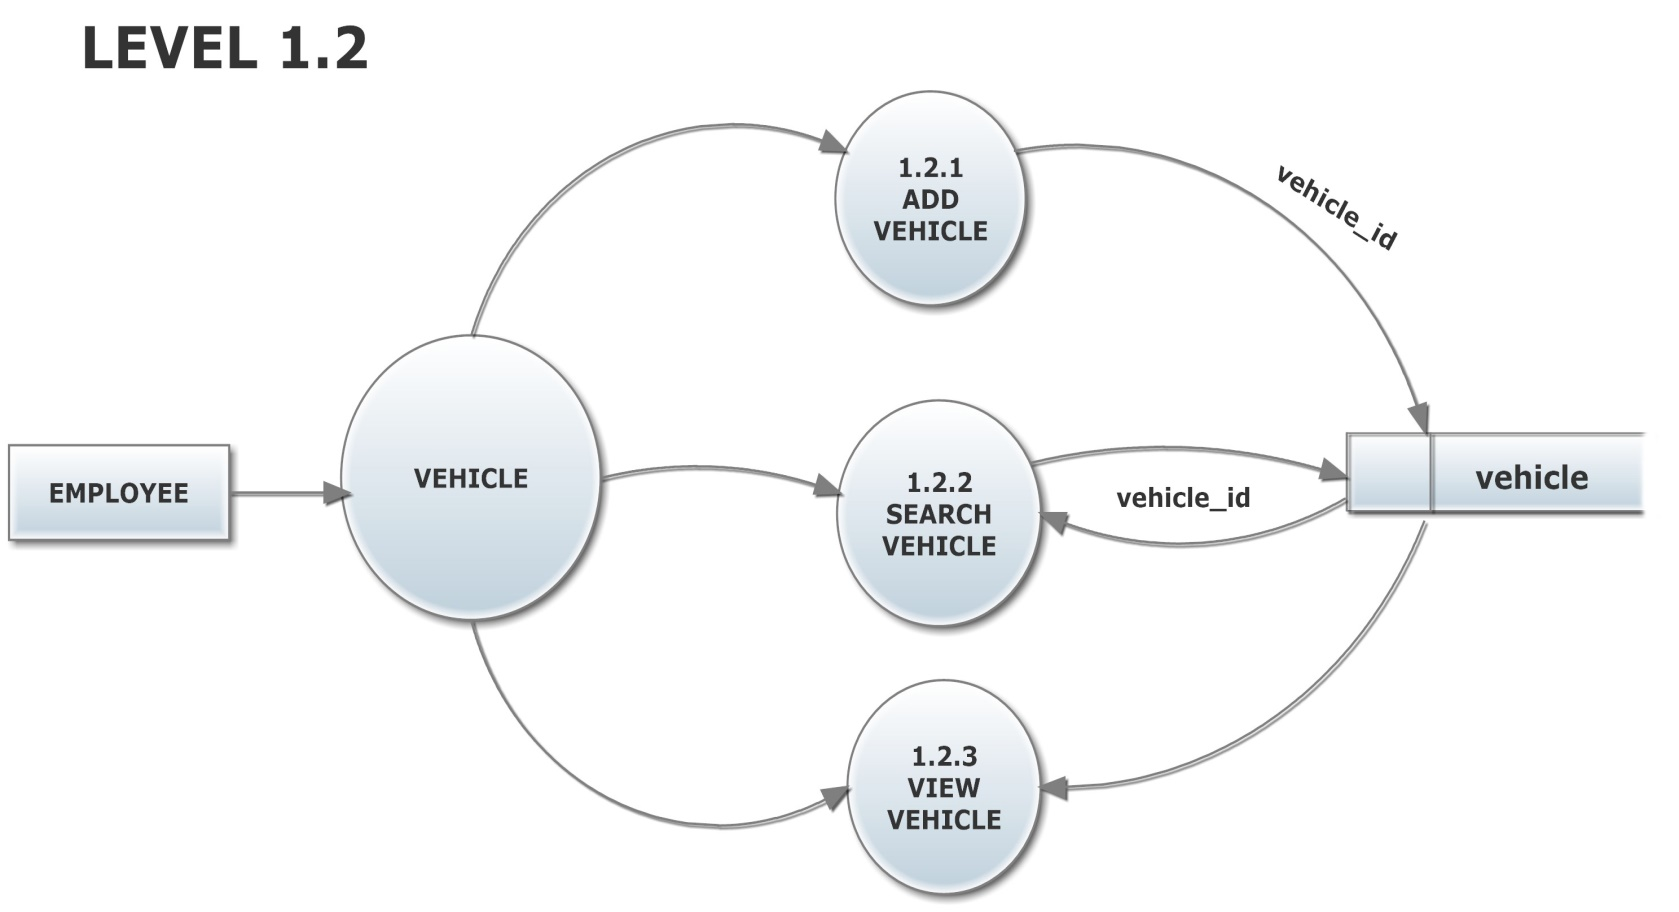 LEVEL 1.2
1.2.1
ADD
VEHICLE
vehicle_id
EMPLOYEE
VEHICLE
1.2.2
SEARCH
VEHICLE
vehicle_id
vehicle
1.2.3
VIEW
VEHICLE